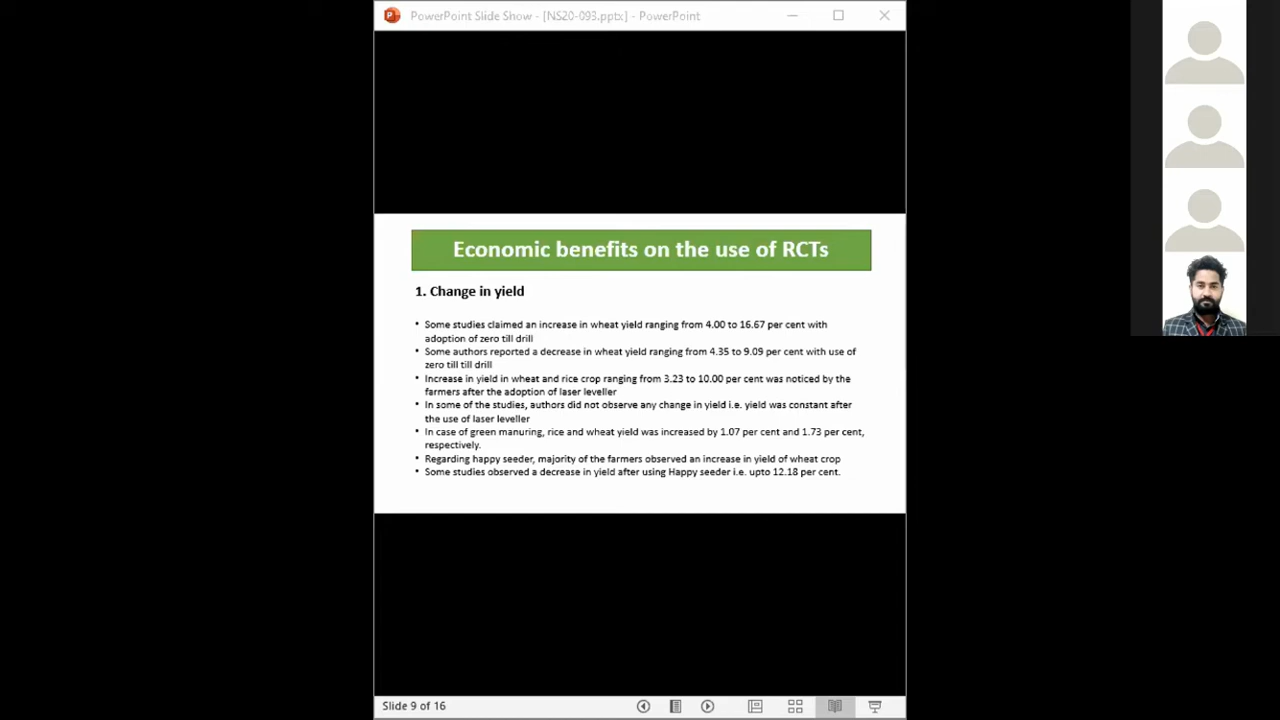 PowerPoint Slide Show - [NS20-093.pptx] - PowerPoint
Economic benefits on the use of RCTs
1. Change in yield
• Some studies claimed an increase in wheat yield ranging from 4.00 to 16.67 per cent with
adoption of zero till drill
• Some authors reported a decrease in wheat yield ranging from 4.35 to 9.09 per cent with use of
zero till till drill
• Increase in yield in wheat and rice crop ranging from 3.23 to 10.00 per cent was noticed by the
farmers after the adoption of laser leveller
• In some of the studies, authors did not observe any change in yield i.e. yield was constant after
the use of laser leveller
• In case of green manuring, rice and wheat yield was increased by 1.07 per cent and 1.73 per cent,
respectively.
• Regarding happy seeder, majority of the farmers observed an increase in yield of wheat crop
• Some studies observed a decrease in yield after using Happy seeder i.e. upto 12.18 per cent.
Slide 9 of 16